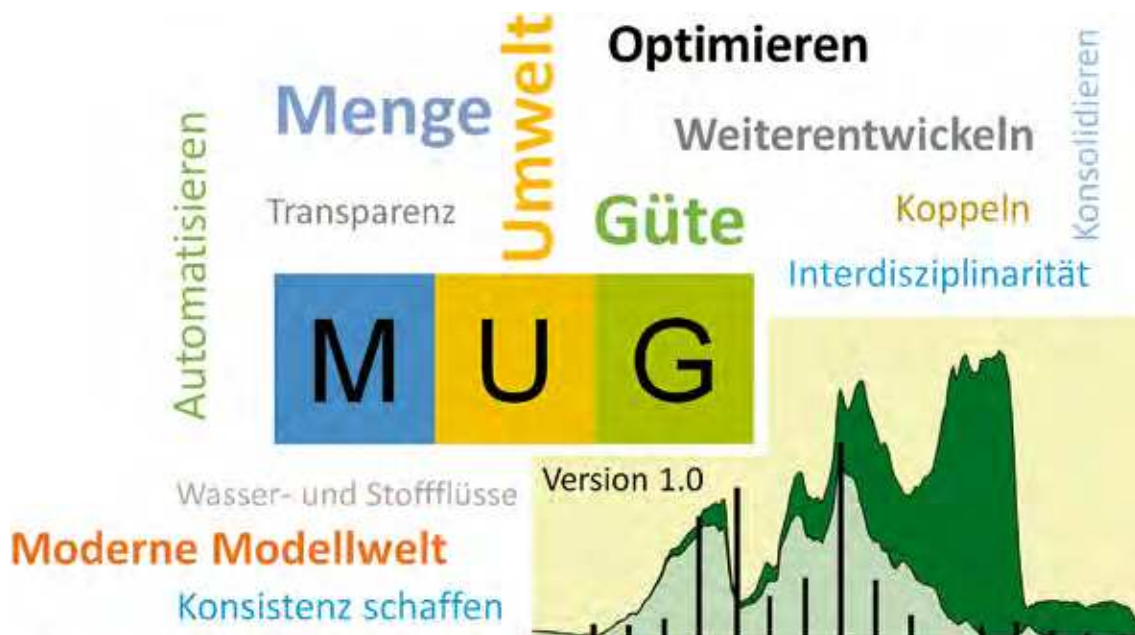 Optimieren
Umwelt
Menge
Konsolidieren
Automatisieren
Weiterentwickeln
Transparenz
Güte
Koppeln
Interdisziplinarität
M U G
Version 1.0
Wasser- und Stoffflüsse
Moderne Modellwelt
Konsistenz schaffen